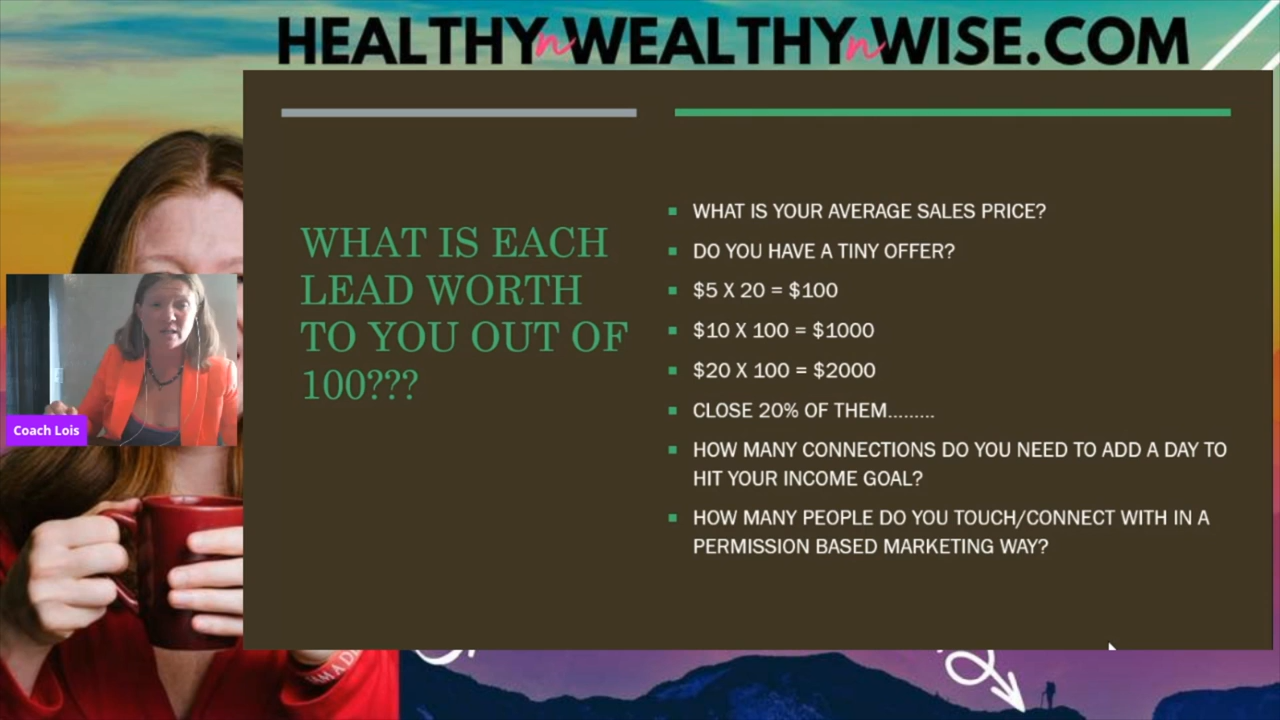 HEALTHYnWEALTHYnWISE.COM
WHAT IS EACH
LEAD WORTH
TO YOU OUT OF
100???
WHAT IS YOUR AVERAGE SALES PRICE?
DO YOU HAVE A TINY OFFER?
$5 X 20 = $100
$10 X 100 = $1000
$20 X 100 = $2000
CLOSE 20% OF THEM.........
HOW MANY CONNECTIONS DO YOU NEED TO ADD A DAY TO
HIT YOUR INCOME GOAL?
HOW MANY PEOPLE DO YOU TOUCH/CONNECT WITH IN A
PERMISSION BASED MARKETING WAY?
Coach Lois